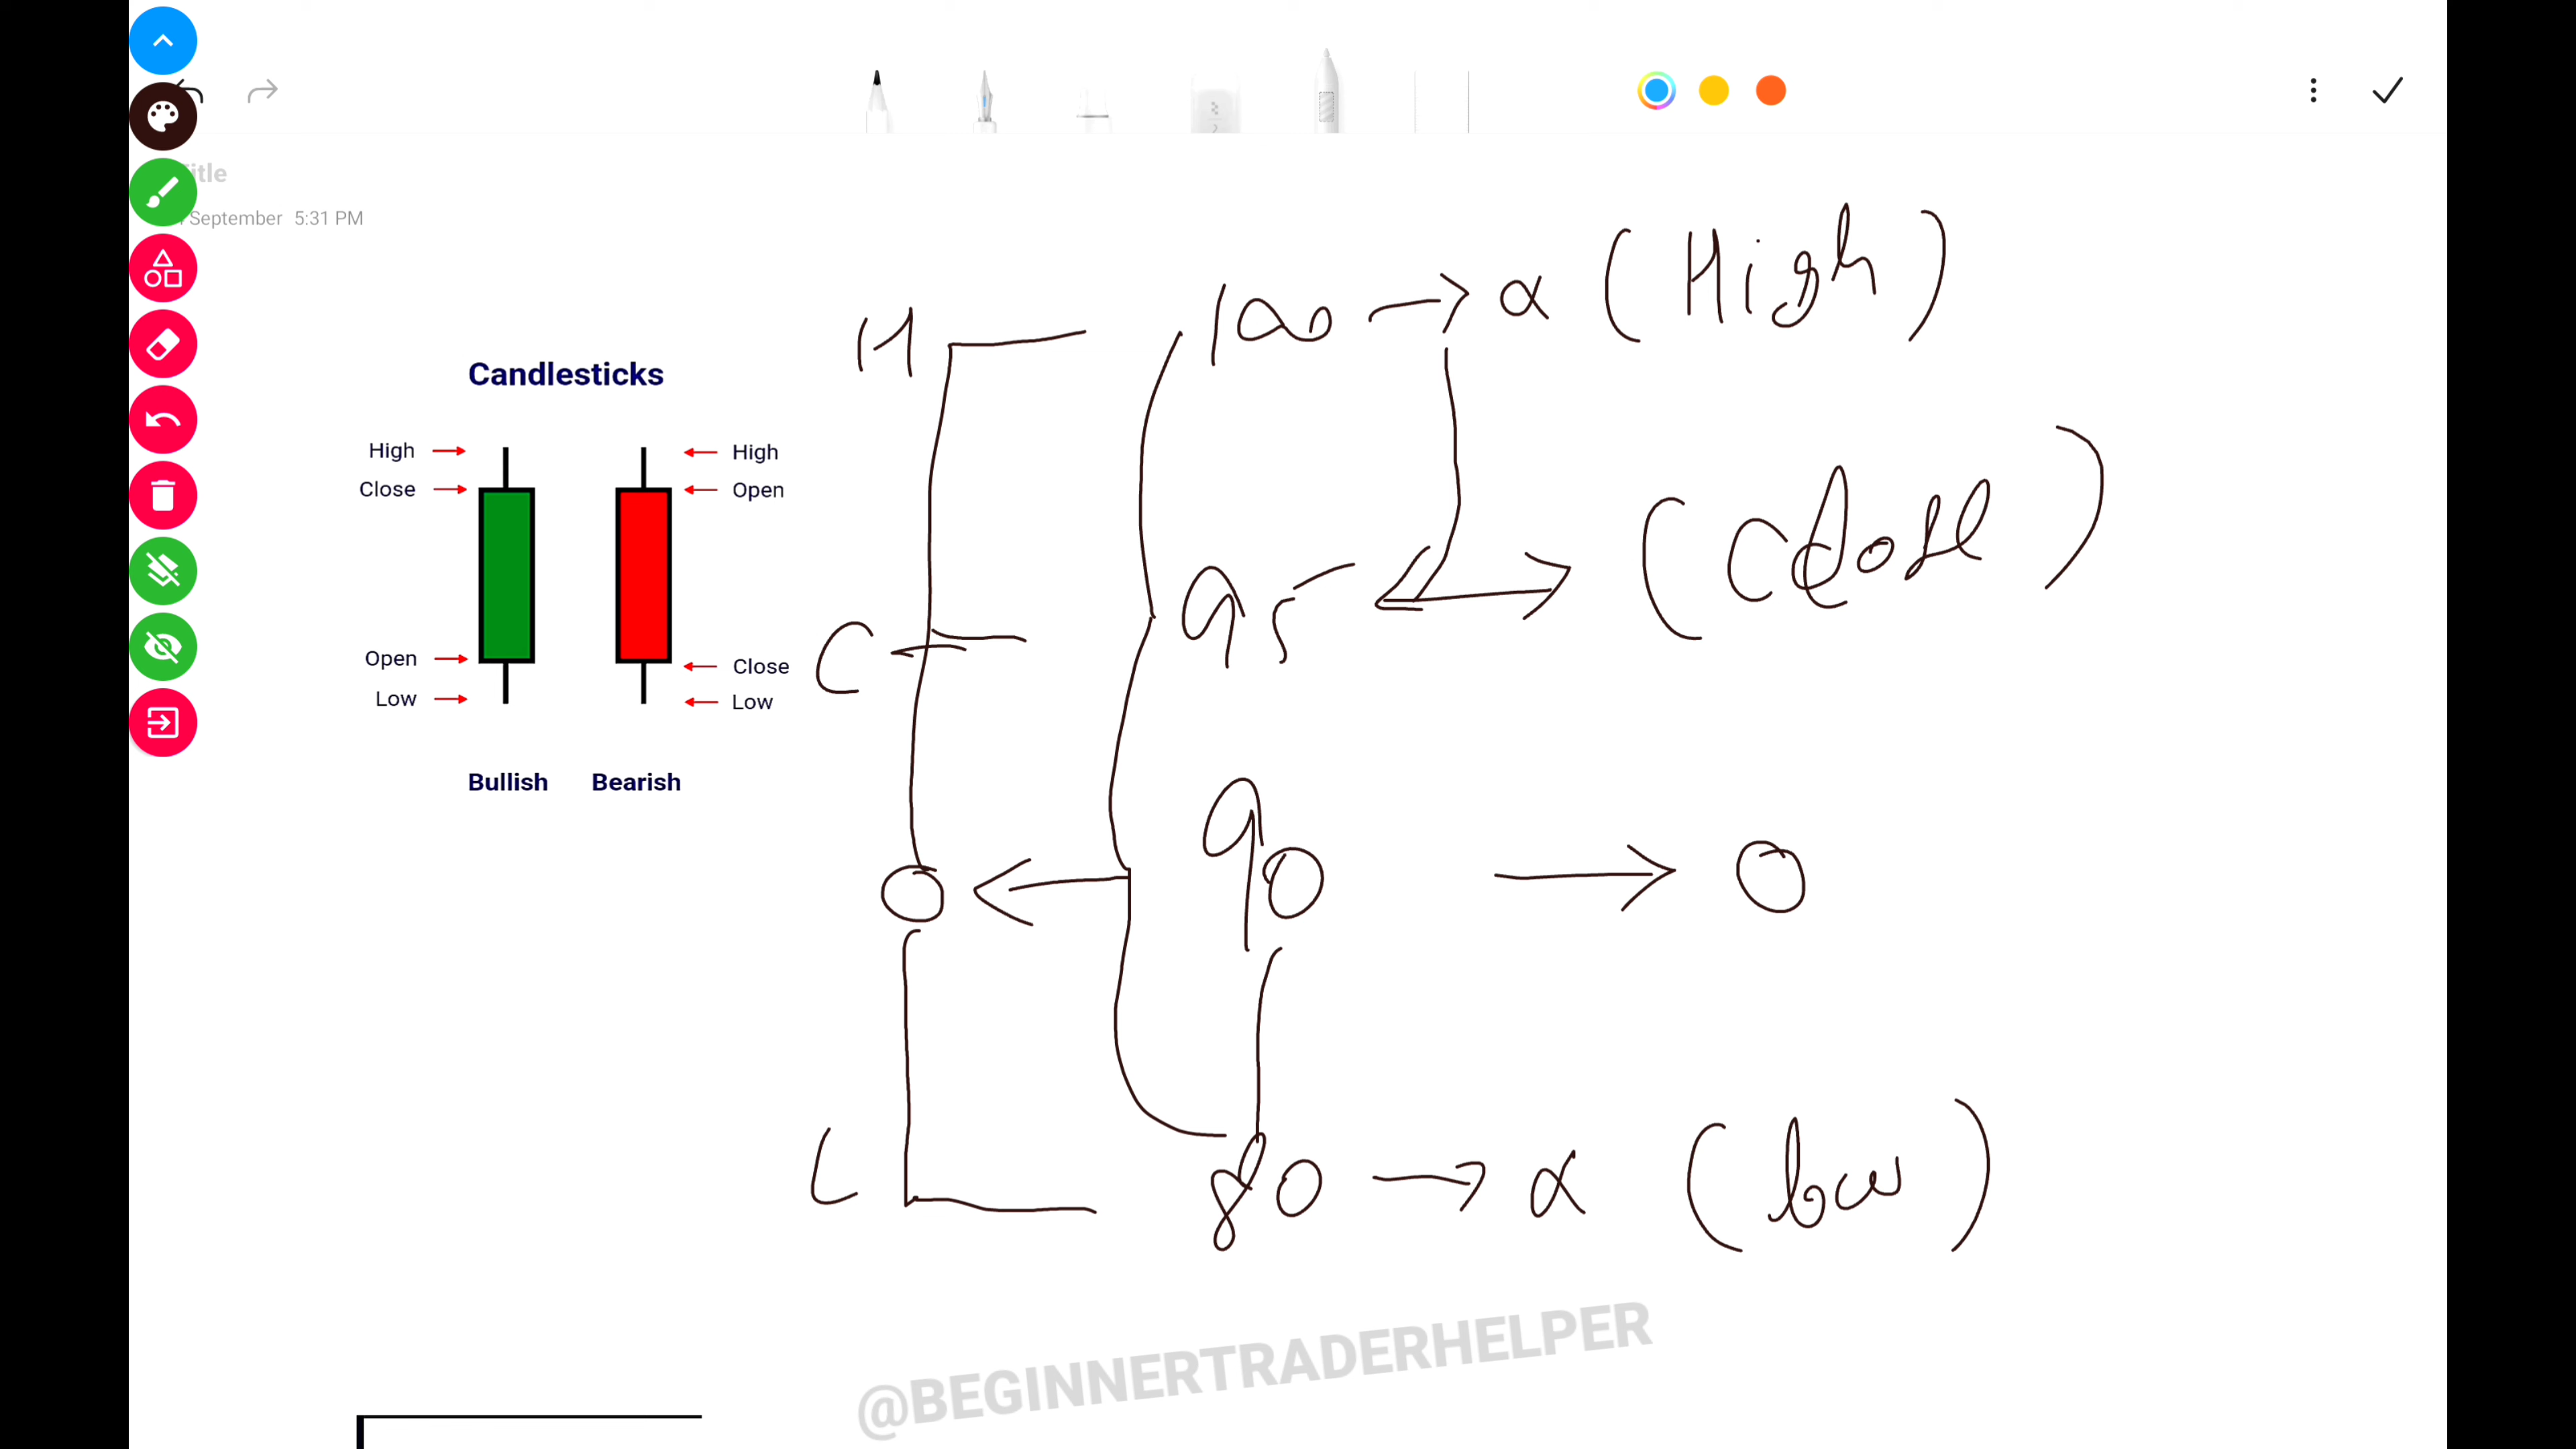 Title
September 5:31 PM
Candlesticks
High
Close
Open
Low
High
Open
Close
Low
Bullish Bearish
H
C
O
L
100 → α (High)
95 (Close)
90 → O
80 → α (low)
@BEGINNERTRADERHELPER